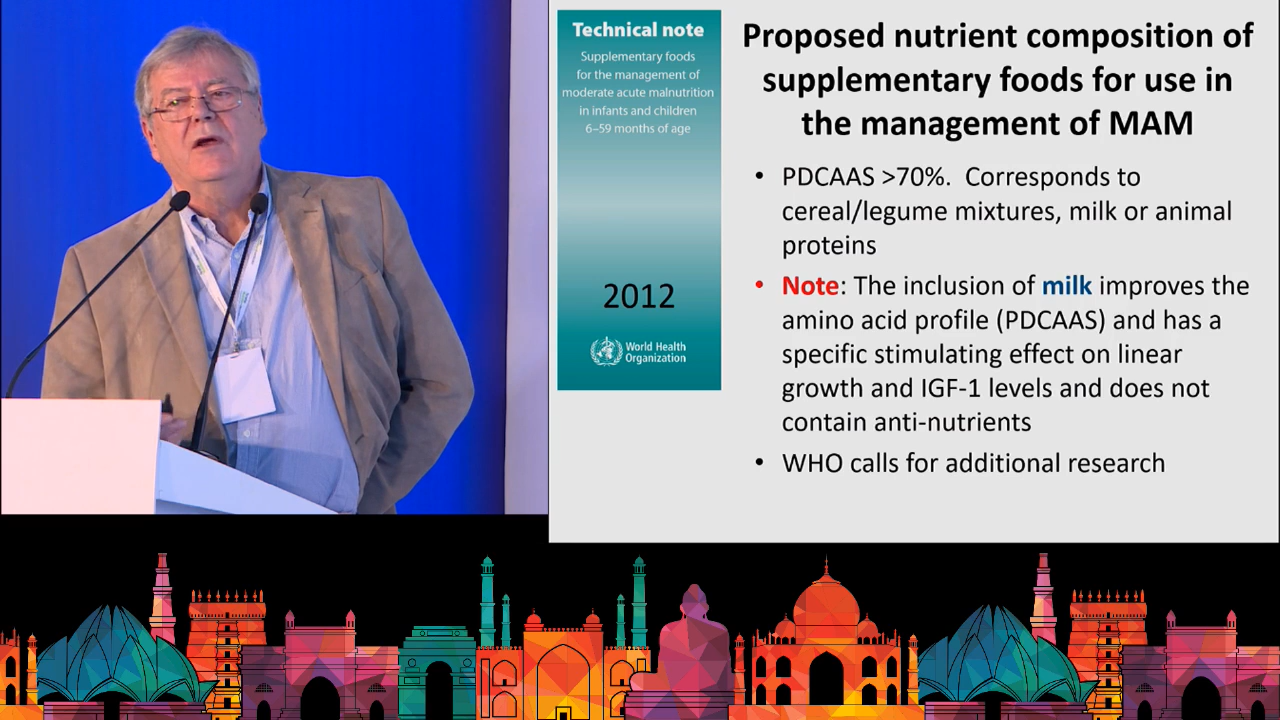 Technical note
Supplementary foods
for the management of
moderate acute malnutrition
in infants and children
6–59 months of age
2012
World Health
Organization
Proposed nutrient composition of
supplementary foods for use in
the management of MAM
• PDCAAS >70%. Corresponds to
cereal/legume mixtures, milk or animal
proteins
• Note: The inclusion of milk improves the
amino acid profile (PDCAAS) and has a
specific stimulating effect on linear
growth and IGF-1 levels and does not
contain anti-nutrients
• WHO calls for additional research